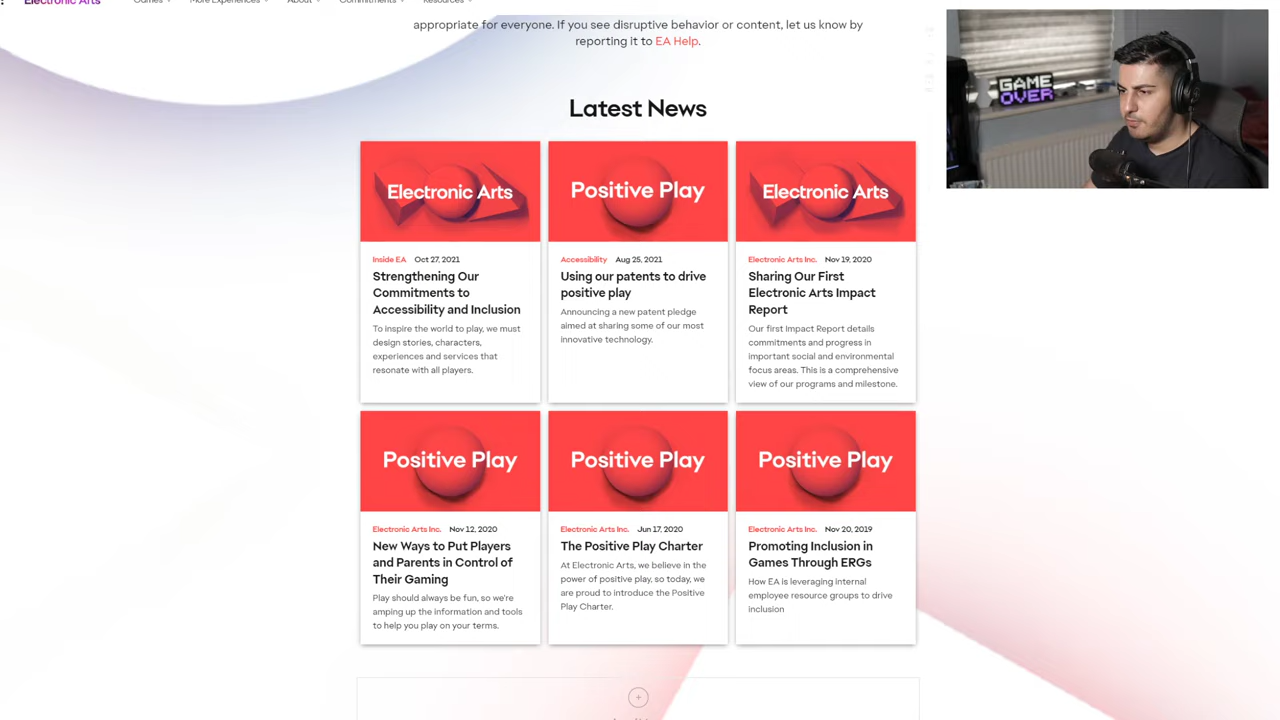 Electronic Arts Games More Experiences About Commitments Resources
appropriate for everyone. If you see disruptive behavior or content, let us know by
reporting it to EA Help.
GAME
OVER
Latest News
Electronic Arts
Inside EA Oct 27, 2021
Strengthening Our
Commitments to
Accessibility and Inclusion
To inspire the world to play, we must
design stories, characters,
experiences and services that
resonate with all players.
Positive Play
Accessibility Aug 25, 2021
Using our patents to drive
positive play
Announcing a new patent pledge
aimed at sharing some of our most
innovative technology.
Electronic Arts
Electronic Arts Inc. Nov 19, 2020
Sharing Our First
Electronic Arts Impact
Report
Our first Impact Report details
commitments and progress in
important social and environmental
focus areas. This is a comprehensive
view of our programs and milestone.
Positive Play
Electronic Arts Inc. Nov 12, 2020
New Ways to Put Players
and Parents in Control of
Their Gaming
Play should always be fun, so we're
amping up the information and tools
to help you play on your terms.
Positive Play
Electronic Arts Inc. Jun 17, 2020
The Positive Play Charter
At Electronic Arts, we believe in the
power of positive play, so today, we
are proud to introduce the Positive
Play Charter.
Positive Play
Electronic Arts Inc. Nov 20, 2019
Promoting Inclusion in
Games Through ERGs
How EA is leveraging internal
employee resource groups to drive
inclusion